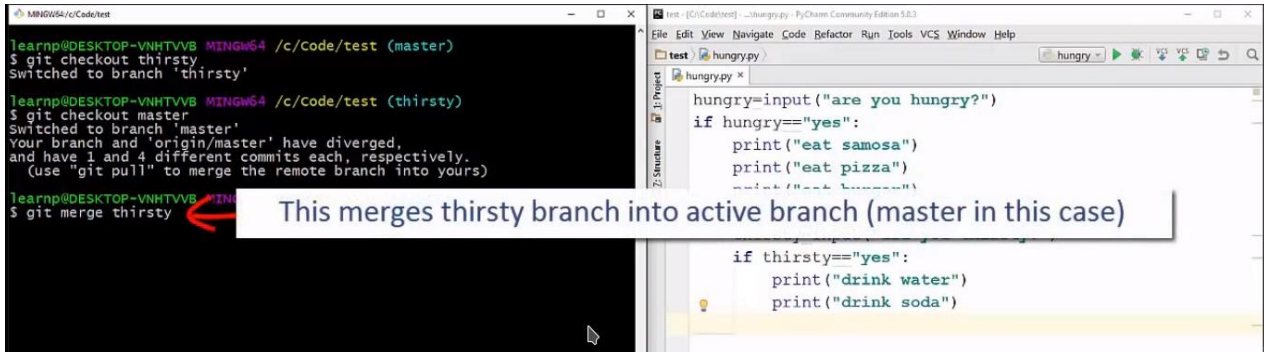 MINGW64:/c/Code/test
learnp@DESKTOP-VNHTVVB MINGW64 /c/Code/test (master)
$ git checkout thirsty
Switched to branch 'thirsty'
learnp@DESKTOP-VNHTVVB MINGW64 /c/Code/test (thirsty)
$ git checkout master
Switched to branch 'master'
Your branch and 'origin/master' have diverged,
and have 1 and 4 different commits each, respectively.
(use "git pull" to merge the remote branch into yours)
learnp@DESKTOP-VNHTVVB
$ git merge thirsty
This merges thirsty branch into active branch (master in this case)
test - [C:\Code\test] - ...\hungry.py - PyCharm Community Edition 5.0.3
File Edit View Navigate Code Refactor Run Tools VCS Window Help
test hungry.py hungry VCS VCS
hungry.py
1: Project
Z: Structure
hungry=input("are you hungry?")
if hungry=="yes":
print("eat samosa")
print("eat pizza")
if thirsty=="yes":
print("drink water")
print("drink soda")